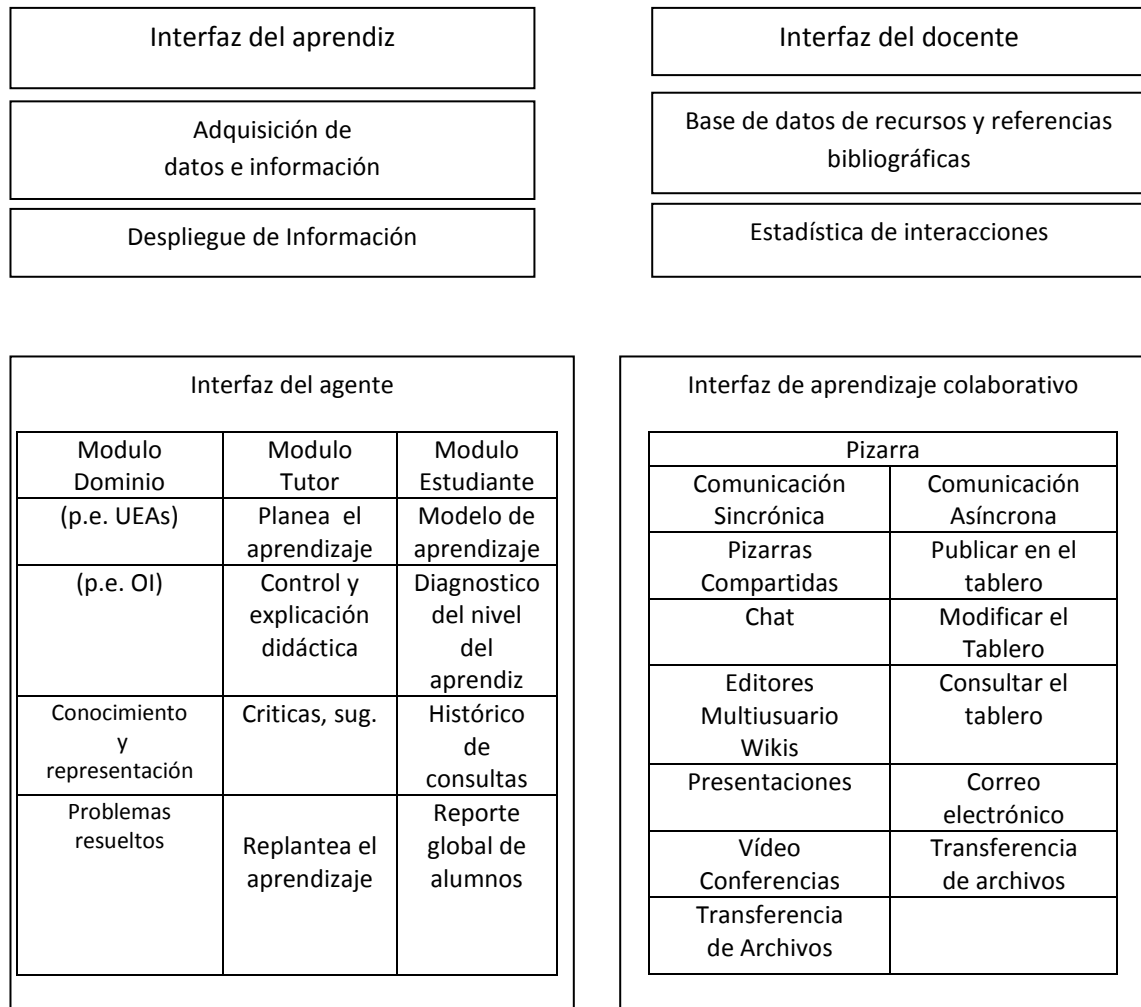 Interfaz del aprendiz
Adquisición de
datos e información
Despliegue de Información
Interfaz del docente
Base de datos de recursos y referencias
bibliográficas
Estadística de interacciones
Interfaz del agente
Modulo
Dominio
Modulo
Tutor
Modulo
Estudiante
(p.e. UEAs)
Planea el
aprendizaje
Modelo de
aprendizaje
(p.e. OI)
Control y
explicación
didáctica
Diagnostico
del nivel
del
aprendiz
Conocimiento
y
representación
Criticas, sug.
Histórico
de
consultas
Problemas
resueltos
Replantea el
aprendizaje
Reporte
global de
alumnos
Interfaz de aprendizaje colaborativo
Pizarra
Comunicación
Sincrónica
Comunicación
Asíncrona
Pizarras
Compartidas
Publicar en el
tablero
Chat
Modificar el
Tablero
Editores
Multiusuario
Wikis
Consultar el
tablero
Presentaciones
Correo
electrónico
Vídeo
Conferencias
Transferencia
de archivos
Transferencia
de Archivos